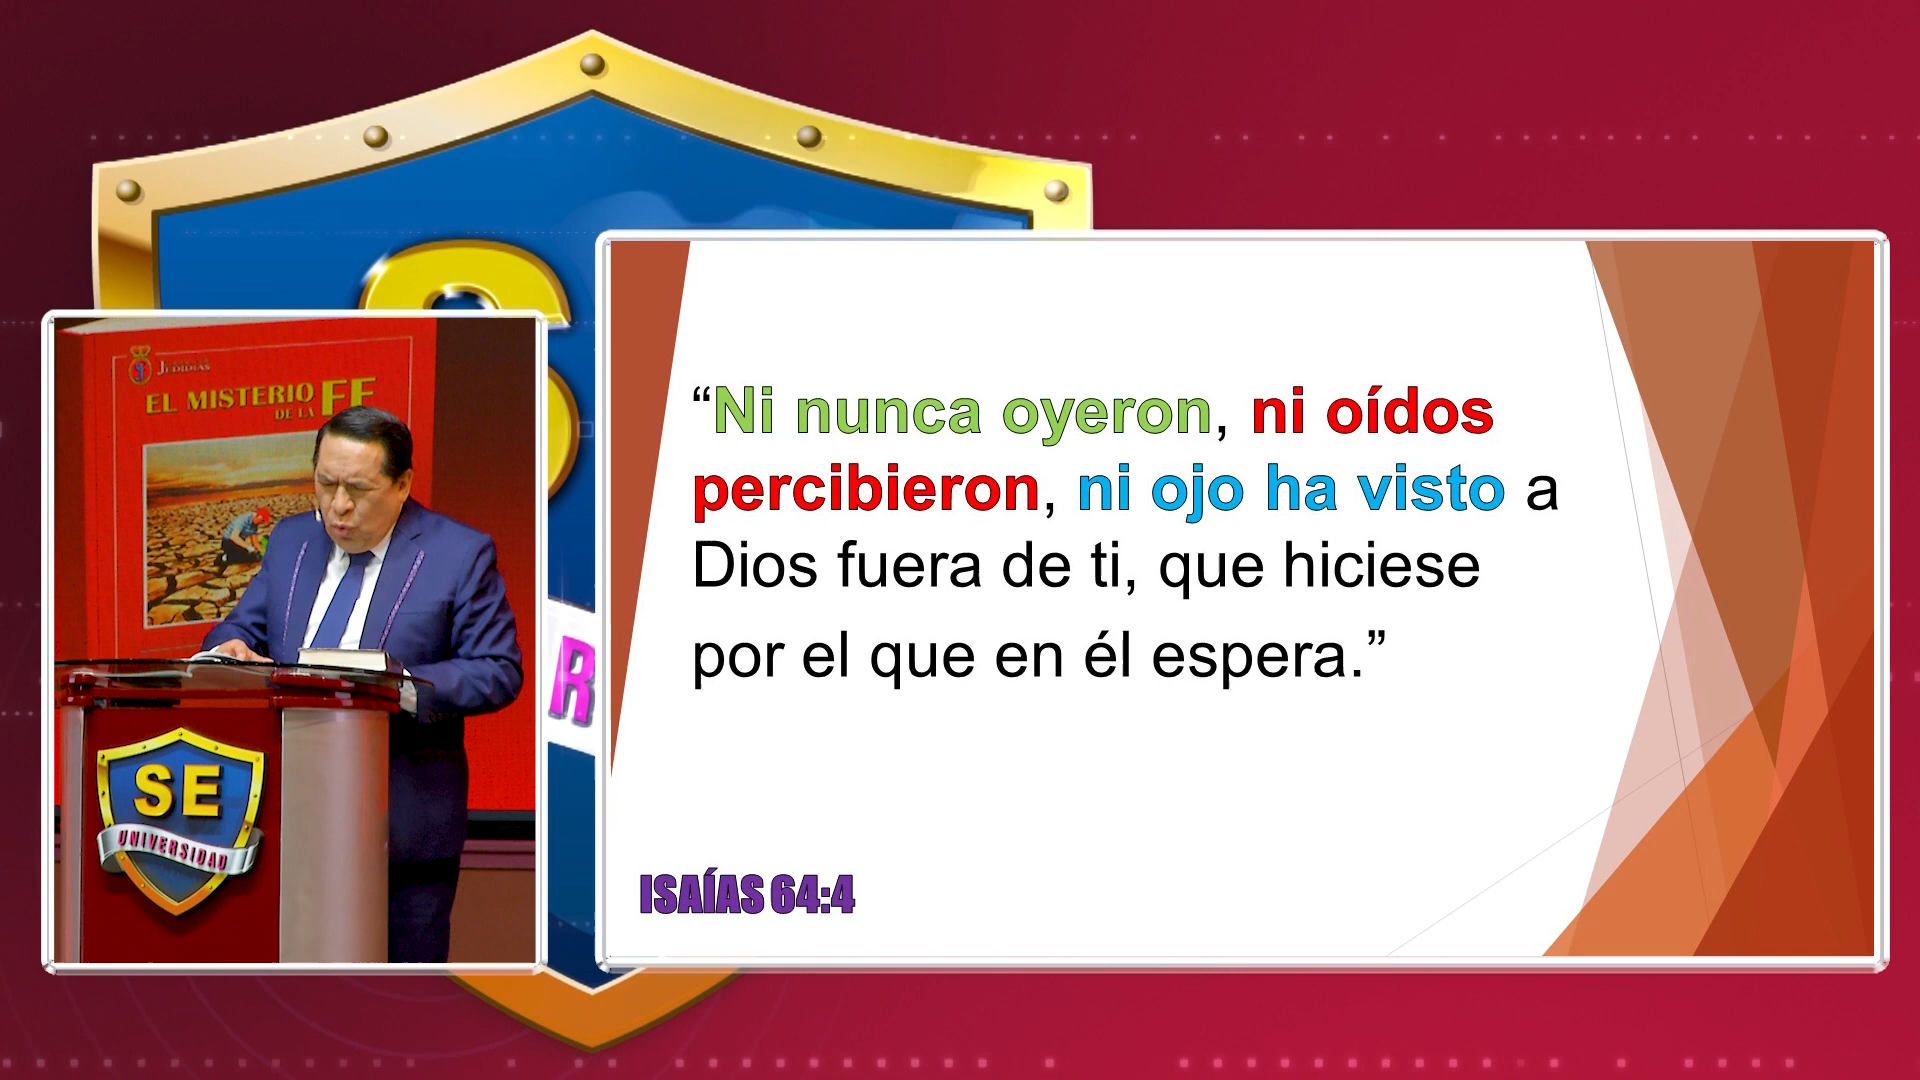 S
R
JEDIDIAS
EL MISTERIO
DE LA FE
SE
UNIVERSIDAD
“Ni nunca oyeron, ni oídos
percibieron, ni ojo ha visto a
Dios fuera de ti, que hiciese
por el que en él espera.”
ISAÍAS 64:4